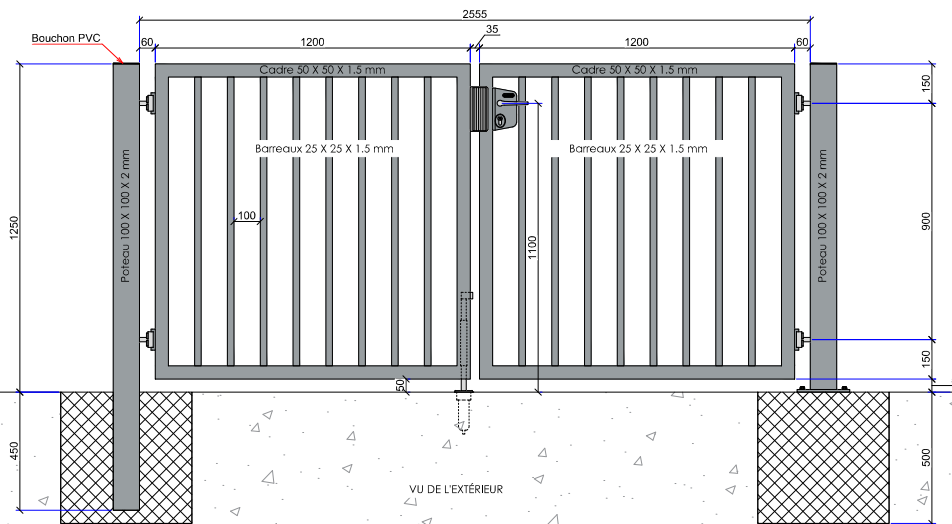 2555
Bouchon PVC
60
1200
35
1200
60
Cadre 50 X 50 X 1.5 mm
Cadre 50 X 50 X 1.5 mm
150
Barreaux 25 X 25 X 1.5 mm
Barreaux 25 X 25 X 1.5 mm
Poteau 100 X 100 X 2 mm
Poteau 100 X 100 X 2 mm
1250
100
1100
900
150
50
450
500
VU DE L'EXTÉRIEUR